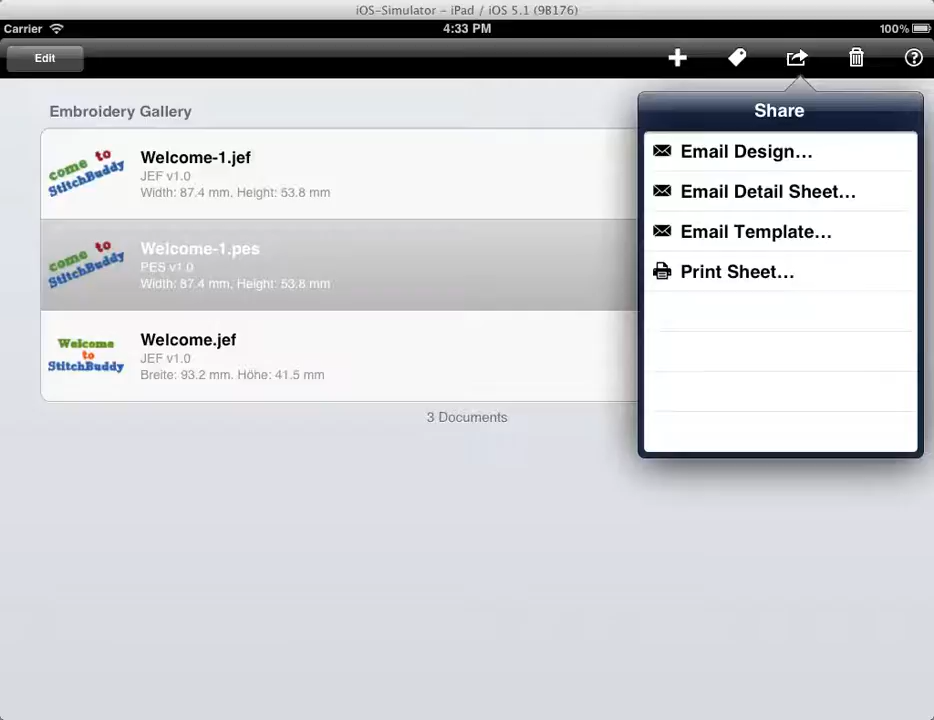 iOS-Simulator – iPad / iOS 5.1 (9B176)
Carrier 4:33 PM 100%
Edit
Embroidery Gallery
come to
StitchBuddy
Welcome-1.jef
JEF v1.0
Width: 87.4 mm, Height: 53.8 mm
come to
StitchBuddy
Welcome-1.pes
PES v1.0
Width: 87.4 mm, Height: 53.8 mm
Welcome
to
StitchBuddy
Welcome.jef
JEF v1.0
Breite: 93.2 mm. Höhe: 41.5 mm
3 Documents
Share
Email Design...
Email Detail Sheet...
Email Template...
Print Sheet...